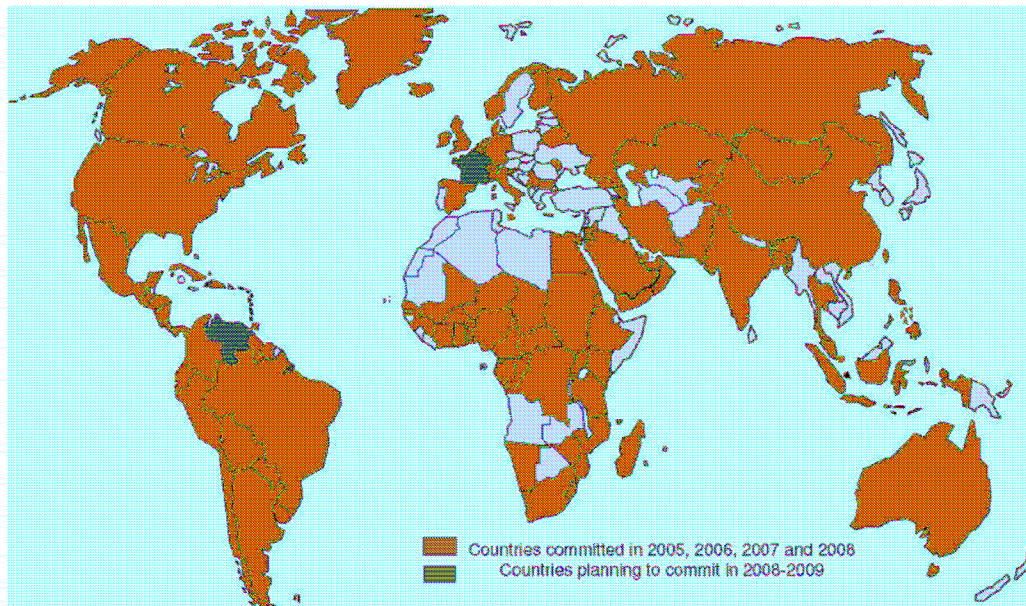 Countries committed in 2005, 2006, 2007 and 2008
Countries planning to commit in 2008-2009